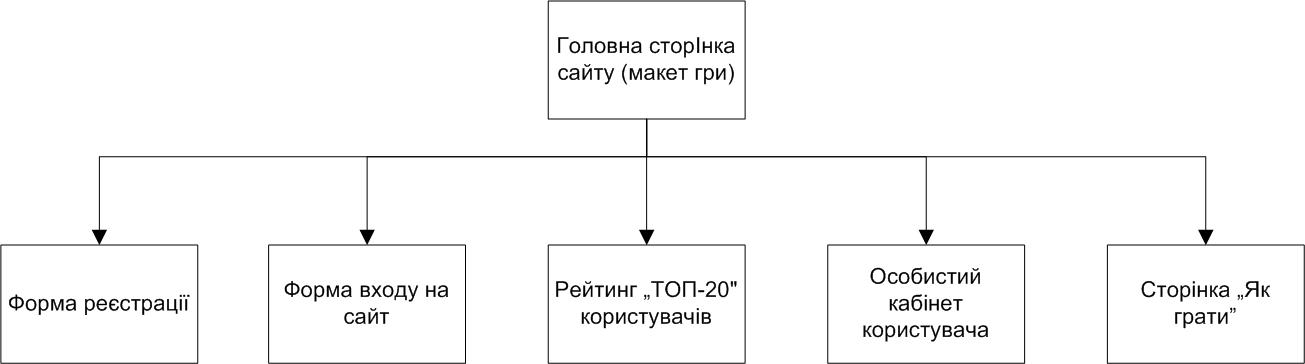 Головна сторІнка
сайту (макет гри)
Форма реєстрації
Форма входу на
сайт
Рейтинг „ТОП-20"
користувачів
Особистий
кабінет
користувача
Сторінка „Як
грати”